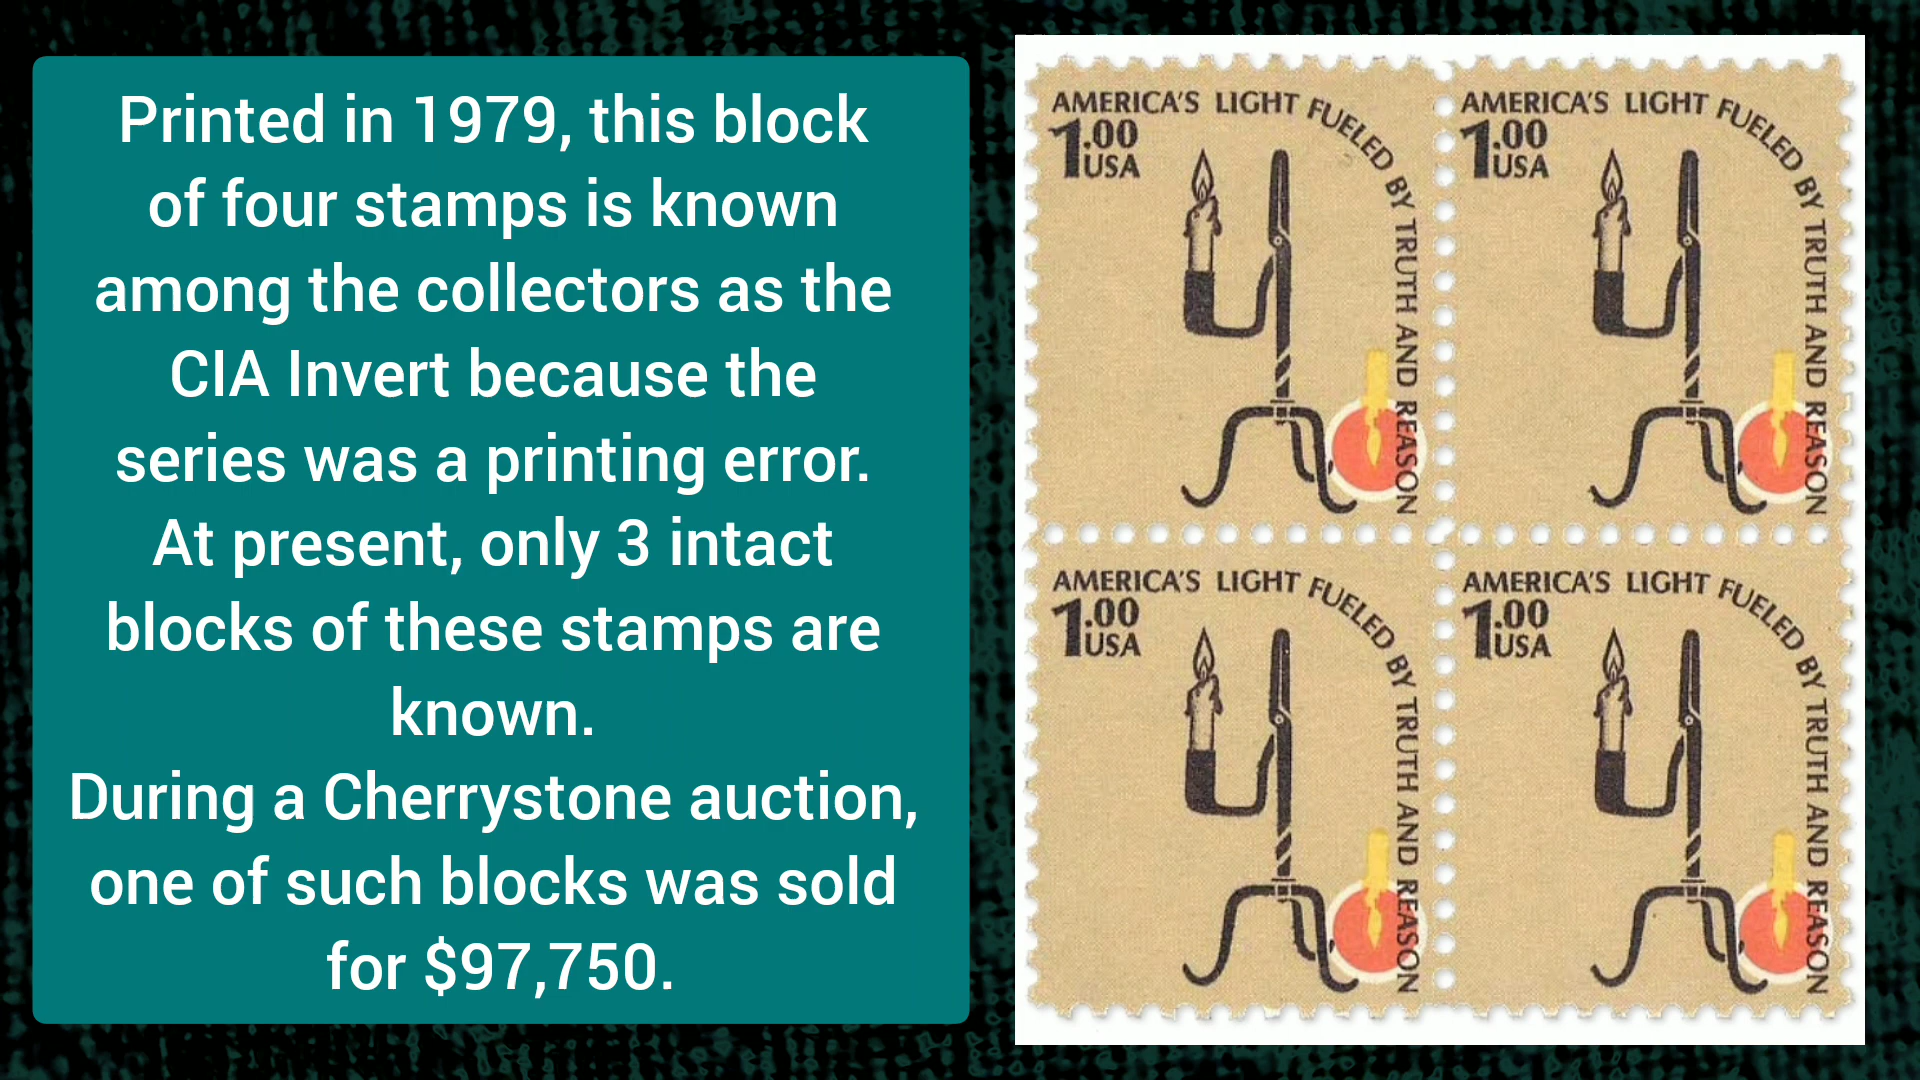 Printed in 1979, this block
of four stamps is known
among the collectors as the
CIA Invert because the
series was a printing error.
At present, only 3 intact
blocks of these stamps are
known.
During a Cherrystone auction,
one of such blocks was sold
for $97,750.
AMERICA'S LIGHT FUELED BY TRUTH AND REASON
1.00
USA
AMERICA'S LIGHT FUELED BY TRUTH AND REASON
1.00
USA
AMERICA'S LIGHT FUELED BY TRUTH AND REASON
1.00
USA
AMERICA'S LIGHT FUELED BY TRUTH AND REASON
1.00
USA